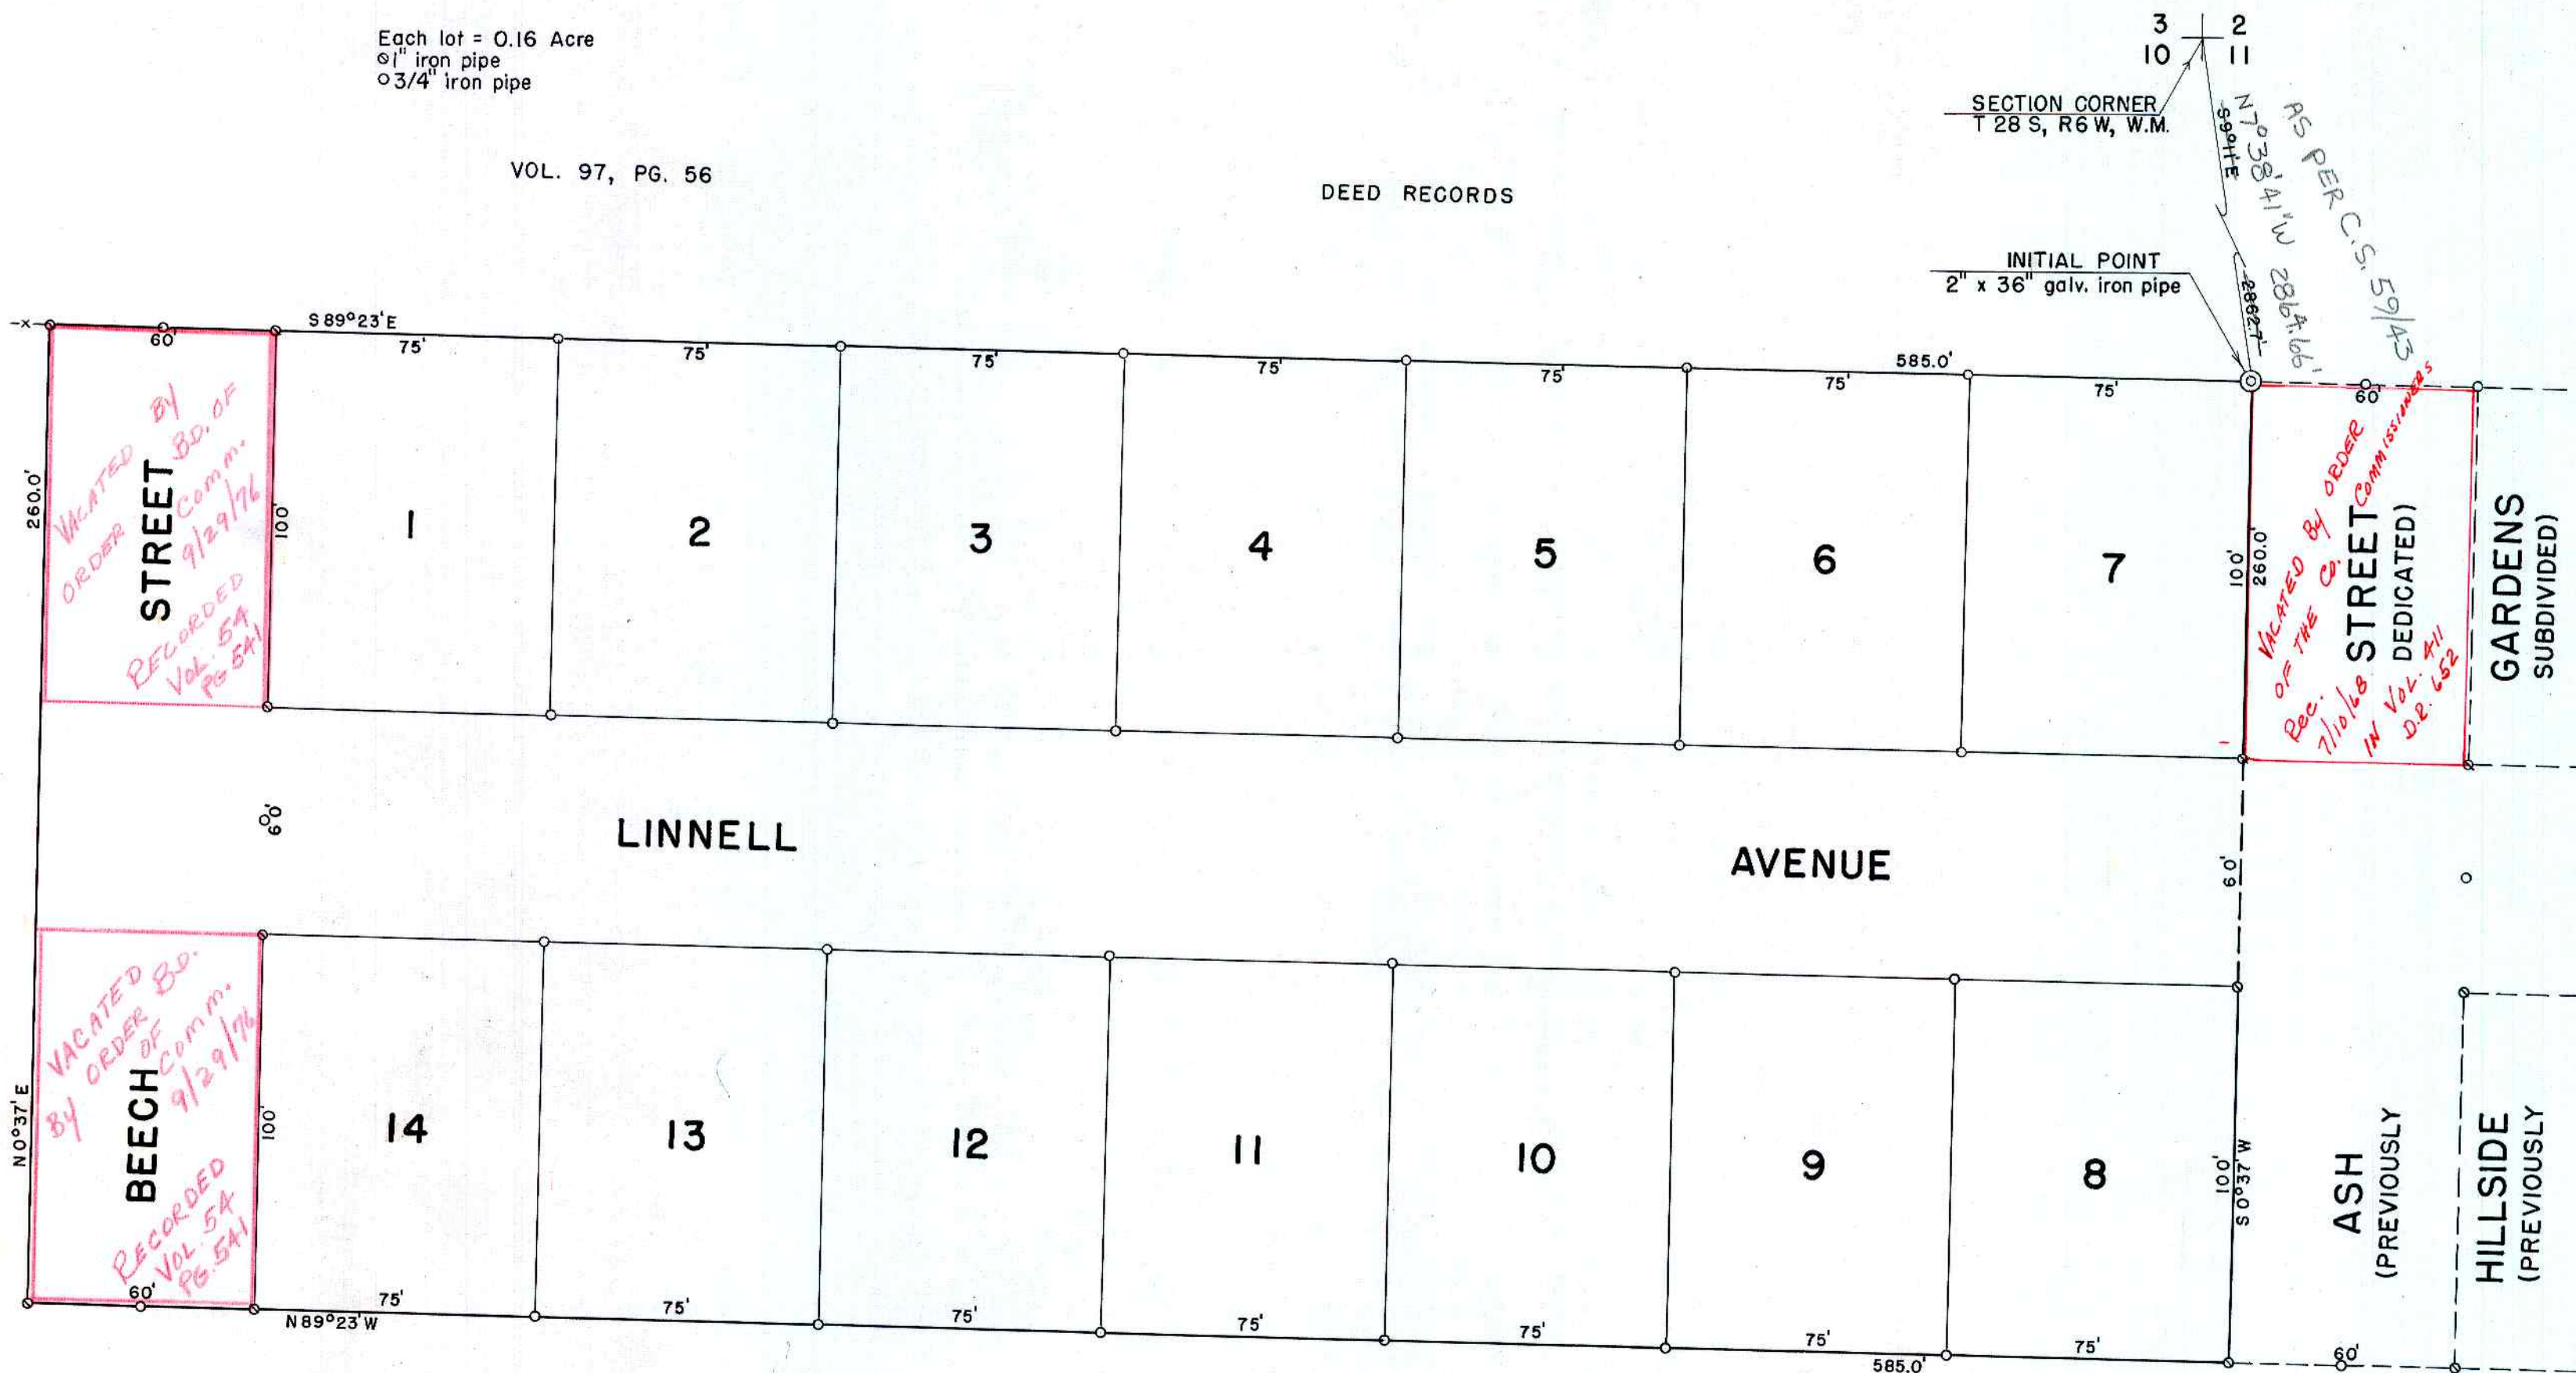 Each lot = 0.16 Acre
1" iron pipe
3/4" iron pipe
VOL. 97, PG. 56
DEED RECORDS
3 2
10 11
SECTION CORNER
T 28 S, R6 W, W.M.
N7°38'41"W 2864.66'
AS PER C.S. 59/43
2862.7'
INITIAL POINT
2" x 36" galv. iron pipe
-X-
60'
S89°23'E
75'
75'
75'
75'
75'
75'
585.0'
75'
60'
260.0'
VACATED BY
ORDER BD. OF
Comm.
9/29/76
RECORDED
VOL. 54
PG 541
STREET
100'
1
2
3
4
5
6
7
100'
260.0'
VACATED By ORDER
OF THE CO. COMMISSIONERS
Rec.
7/10/68
IN VOL. 411
D.R. 652
STREET
DEDICATED)
GARDENS
SUBDIVIDED)
60'
LINNELL
AVENUE
60'
VACATED
BY ORDER BD.
OF Comm.
9/29/76
RECORDED
VOL. 54
PG. 541
BEECH
N0°37'E
100'
14
13
12
11
10
9
8
100'
S0°37'W
ASH
(PREVIOUSLY
HILLSIDE
(PREVIOUSLY
60'
N89°23'W
75'
75'
75'
75'
75'
75'
585.0'
75'
60'